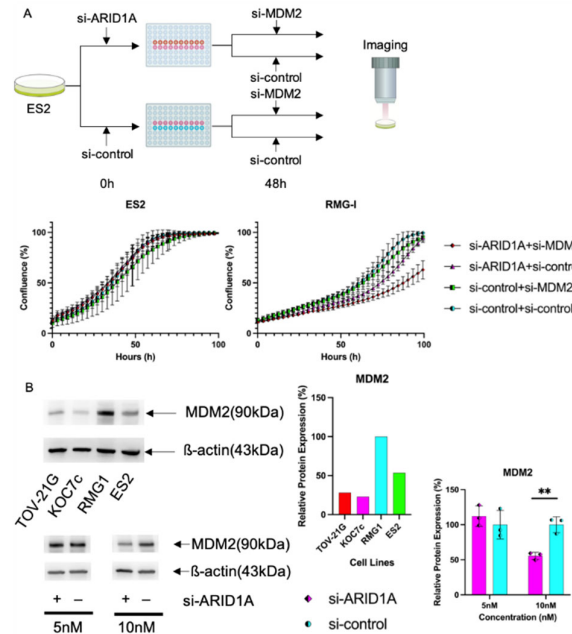 A
si-ARID1A
si-MDM2
Imaging
si-control
ES2
si-MDM2
si-control
si-control
0h
48h
ES2
RMG-I
Confluence (%)
100
50
0
0
50
100
Hours (h)
Confluence (%)
100
50
0
0
50
100
Hours (h)
si-ARID1A+si-MDM
si-ARID1A+si-contr
si-control+si-MDM2
si-control+si-control
B
MDM2(90kDa)
ß-actin(43kDa)
TOV-21G
KOC7c
RMG1
ES2
MDM2
Relative Protein Expression (%)
150
100
50
0
TOV-21G
KOC7c
RMG1
ES2
Cell Lines
MDM2(90kDa)
ß-actin(43kDa)
+ − + − si-ARID1A
5nM 10nM
si-ARID1A
si-control
MDM2
Relative Protein Expression (%)
150
100
50
0
**
5nM
10nM
Concentration (nM)